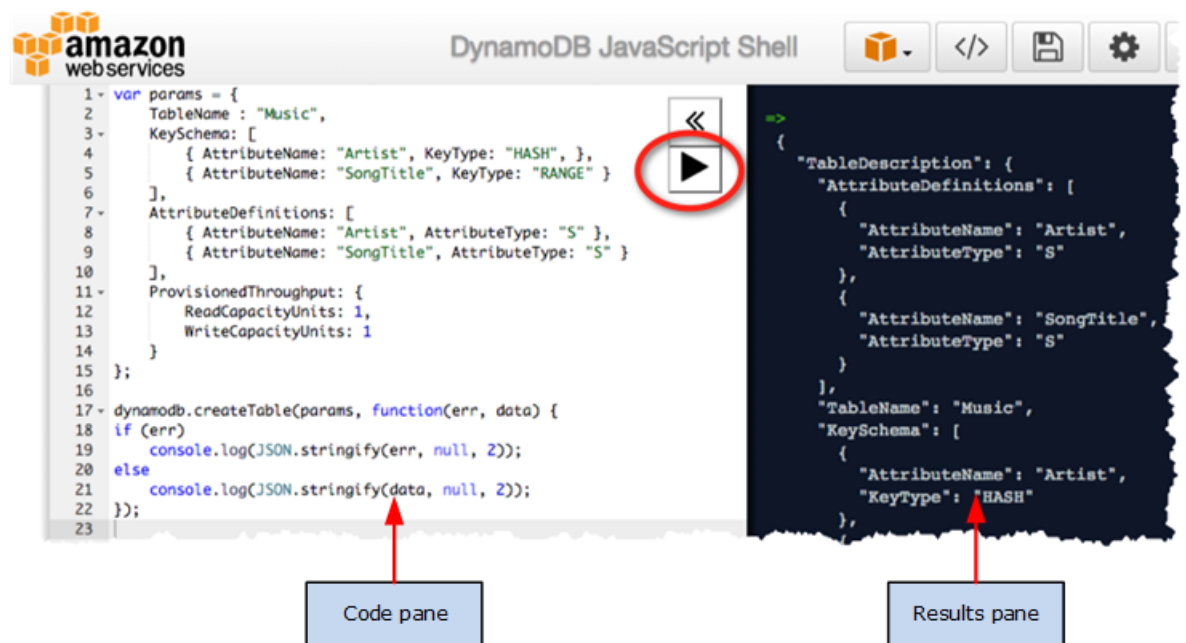 amazon
webservices
DynamoDB JavaScript Shell
</>
1 var params = {
2 TableName : "Music",
3 KeySchema: [
4 { AttributeName: "Artist", KeyType: "HASH", },
5 { AttributeName: "SongTitle", KeyType: "RANGE" }
6 ],
7 AttributeDefinitions: [
8 { AttributeName: "Artist", AttributeType: "S" },
9 { AttributeName: "SongTitle", AttributeType: "S" }
10 ],
11 ProvisionedThroughput: {
12 ReadCapacityUnits: 1,
13 WriteCapacityUnits: 1
14 }
15 };
16
17 dynamodb.createTable(params, function(err, data) {
18 if (err)
19 console.log(JSON.stringify(err, null, 2));
20 else
21 console.log(JSON.stringify(data, null, 2));
22 });
23
=>
{
"TableDescription": {
"AttributeDefinitions": [
{
"AttributeName": "Artist",
"AttributeType": "S"
},
{
"AttributeName": "SongTitle",
"AttributeType": "S"
}
],
"TableName": "Music",
"KeySchema": [
{
"AttributeName": "Artist",
"KeyType": "HASH"
},
{
Code pane
Results pane